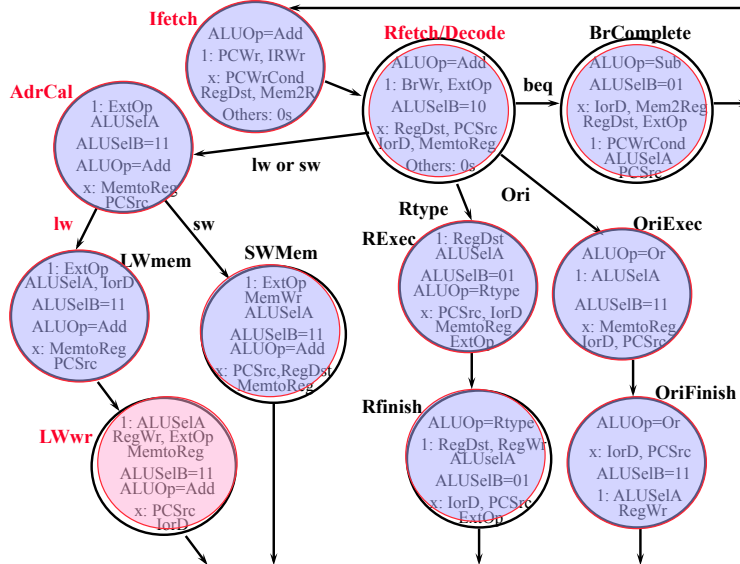 Ifetch
ALUOp=Add
1: PCWr, IRWr
x: PCWrCond
RegDst, Mem2R
Others: 0s
Rfetch/Decode
ALUOp=Add
1: BrWr, ExtOp
ALUSelB=10
x: RegDst, PCSrc
IorD, MemtoReg
Others: 0s
beq
BrComplete
ALUOp=Sub
ALUSelB=01
x: IorD, Mem2Reg
RegDst, ExtOp
1: PCWrCond
ALUSelA
PCSrc
AdrCal
1: ExtOp
ALUSelA
ALUSelB=11
ALUOp=Add
x: MemtoReg
PCSrc
lw or sw
lw
sw
Rtype
Ori
LWmem
1: ExtOp
ALUSelA, IorD
ALUSelB=11
ALUOp=Add
x: MemtoReg
PCSrc
SWMem
1: ExtOp
MemWr
ALUSelA
ALUSelB=11
ALUOp=Add
x: PCSrc,RegDst
MemtoReg
RExec
1: RegDst
ALUSelA
ALUSelB=01
ALUOp=Rtype
x: PCSrc, IorD
MemtoReg
ExtOp
OriExec
ALUOp=Or
1: ALUSelA
ALUSelB=11
x: MemtoReg
IorD, PCSrc
LWwr
1: ALUSelA
RegWr, ExtOp
MemtoReg
ALUSelB=11
ALUOp=Add
x: PCSrc
IorD
Rfinish
ALUOp=Rtype
1: RegDst, RegWr
ALUselA
ALUSelB=01
x: IorD, PCSrc
ExtOp
OriFinish
ALUOp=Or
x: IorD, PCSrc
ALUSelB=11
1: ALUSelA
RegWr